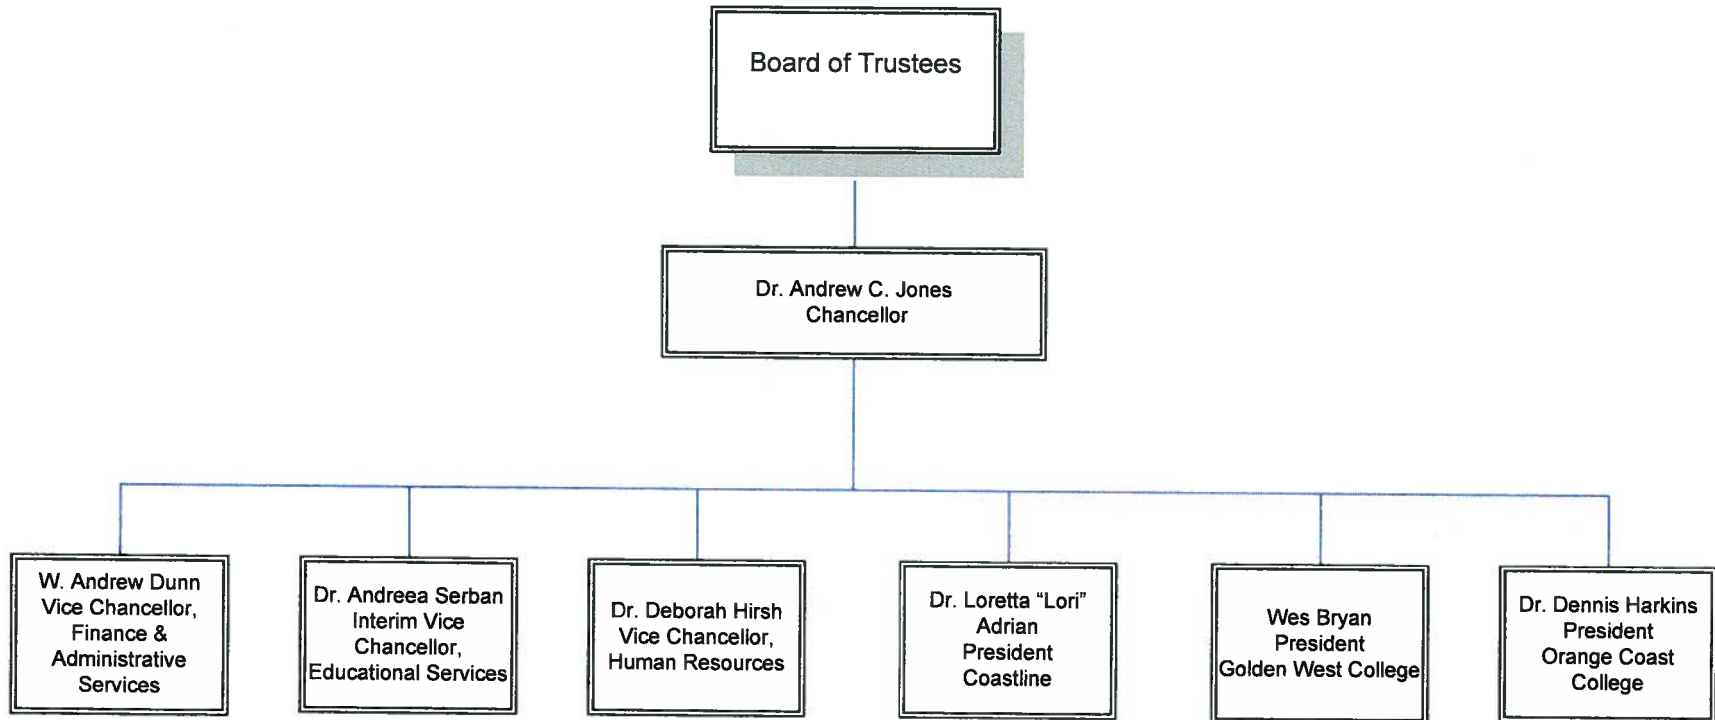 Board of Trustees
Dr. Andrew C. Jones
Chancellor
W. Andrew Dunn
Vice Chancellor,
Finance &
Administrative
Services
Dr. Andreea Serban
Interim Vice
Chancellor,
Educational Services
Dr. Deborah Hirsh
Vice Chancellor,
Human Resources
Dr. Loretta “Lori”
Adrian
President
Coastline
Wes Bryan
President
Golden West College
Dr. Dennis Harkins
President
Orange Coast
College